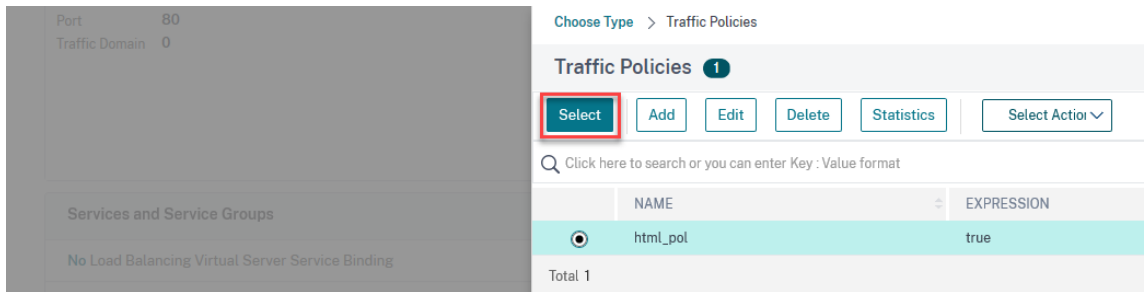 Port 80
Traffic Domain 0
Services and Service Groups
No Load Balancing Virtual Server Service Binding
Choose Type > Traffic Policies
Traffic Policies 1
Select Add Edit Delete Statistics Select Action
Click here to search or you can enter Key : Value format
NAME EXPRESSION
html_pol true
Total 1